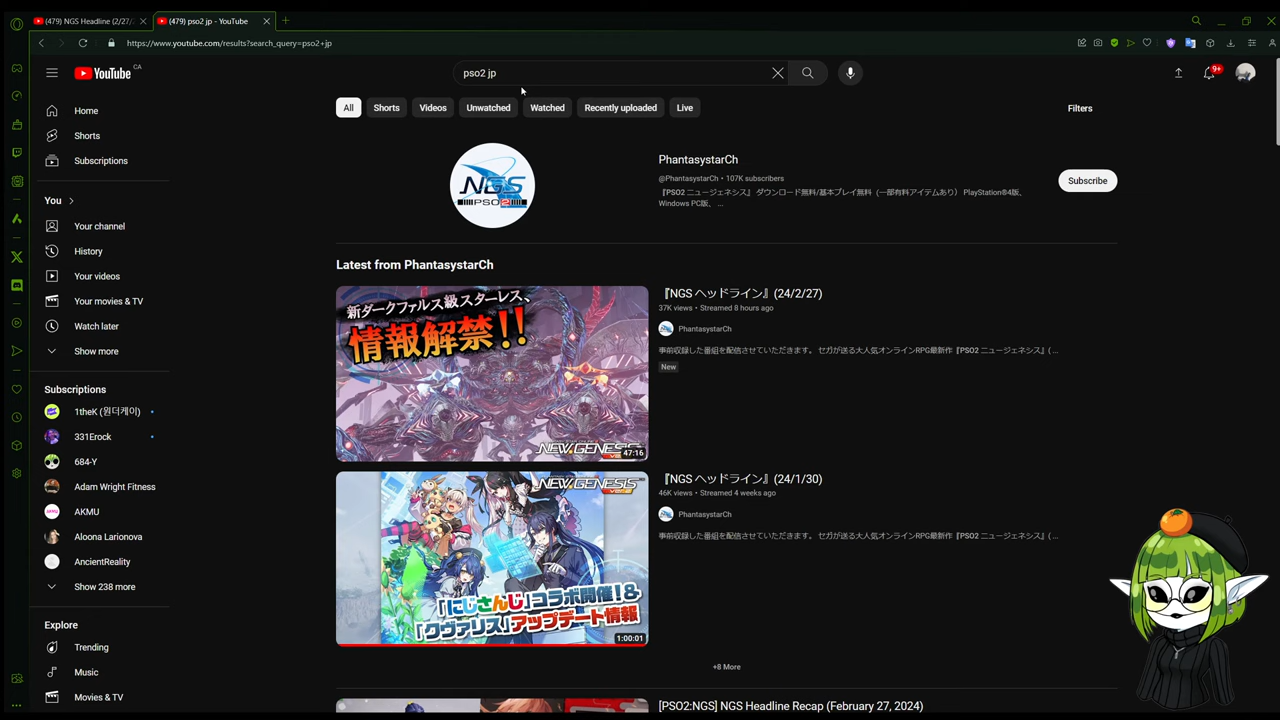 (479) NGS Headline (2/27/
(479) pso2 jp - YouTube
https://www.youtube.com/results?search_query=pso2+jp
YouTube CA
pso2 jp
9+
All
Shorts
Videos
Unwatched
Watched
Recently uploaded
Live
Filters
Home
Shorts
Subscriptions
You
Your channel
History
Your videos
Your movies & TV
Watch later
Show more
Subscriptions
1theK (원더케이)
331Erock
684-Y
Adam Wright Fitness
AKMU
Aloona Larionova
AncientReality
Show 238 more
Explore
Trending
Music
Movies & TV
NGS
PSO2
PhantasystarCh
@PhantasystarCh • 107K subscribers
『PSO2 ニュージェネシス』 ダウンロード無料/基本プレイ無料（一部有料アイテムあり） PlayStation®4版、
Windows PC版、 ...
Subscribe
Latest from PhantasystarCh
新ダークファルス級スターレス、
情報解禁!!
NEW GENESIS
47:16
『NGS ヘッドライン』(24/2/27)
37K views • Streamed 8 hours ago
PhantasystarCh
事前収録した番組を配信させていただきます。 セガが送る大人気オンラインRPG最新作『PSO2 ニュージェネシス』( ...
New
NEW GENESIS
「にじさんじ」コラボ開催!&
「クヴァリス」アップデート情報
1:00:01
『NGS ヘッドライン』(24/1/30)
46K views • Streamed 4 weeks ago
PhantasystarCh
事前収録した番組を配信させていただきます。 セガが送る大人気オンラインRPG最新作『PSO2 ニュージェネシス』( ...
+8 More
[PSO2:NGS] NGS Headline Recap (February 27, 2024)